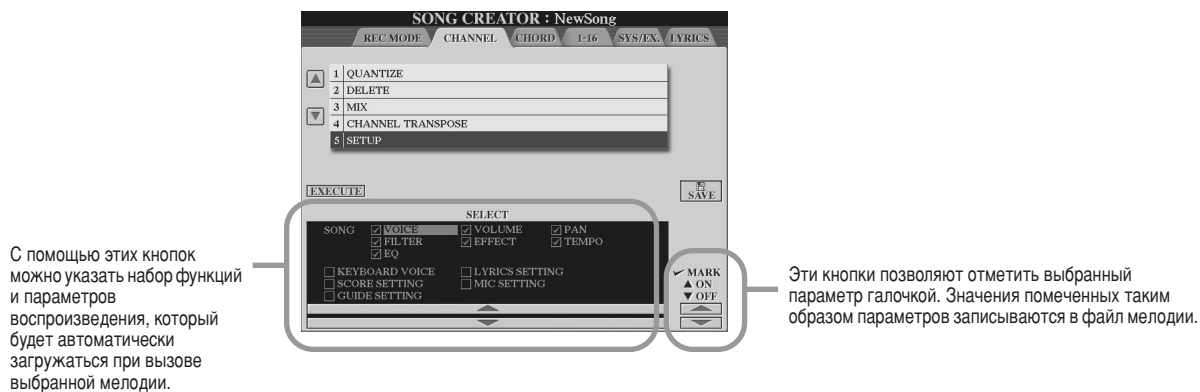 SONG CREATOR : NewSong
REC MODE CHANNEL CHORD 1-16 SYS/EX. LYRICS
1 QUANTIZE
2 DELETE
3 MIX
4 CHANNEL TRANSPOSE
5 SETUP
EXECUTE
SAVE
SELECT
SONG VOICE VOLUME PAN
FILTER EFFECT TEMPO
EQ
KEYBOARD VOICE LYRICS SETTING
SCORE SETTING MIC SETTING
GUIDE SETTING
MARK
▲ ON
▼ OFF
С помощью этих кнопок
можно указать набор функций
и параметров
воспроизведения, который
будет автоматически
загружаться при вызове
выбранной мелодии.
Эти кнопки позволяют отметить выбранный
параметр галочкой. Значения помеченных таким
образом параметров записываются в файл мелодии.